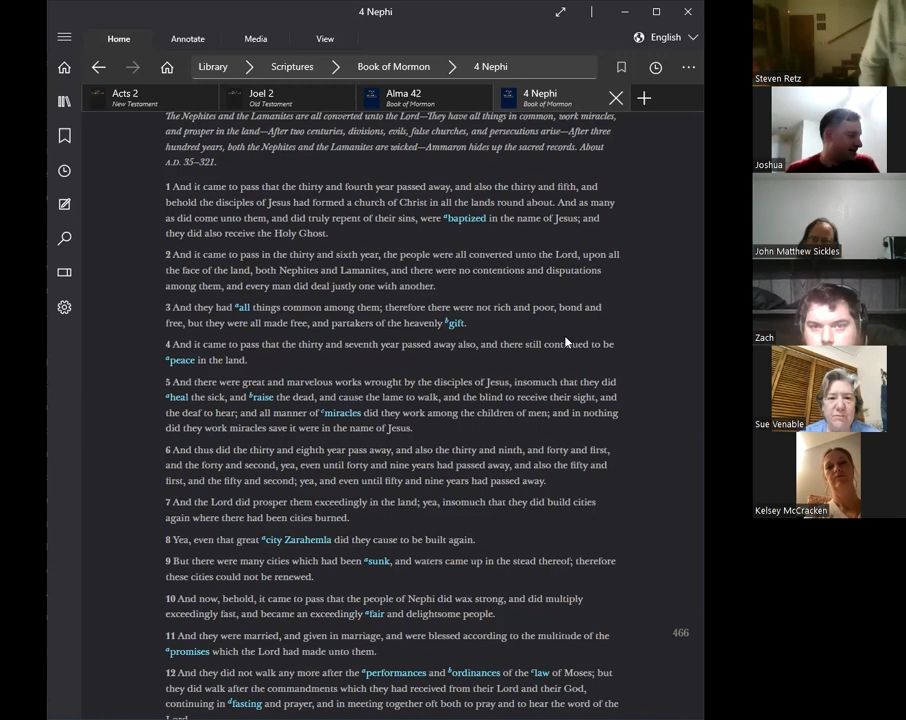 4 Nephi
Home
Annotate
Media
View
English
Library
Scriptures
Book of Mormon
4 Nephi
Acts 2
New Testament
Joel 2
Old Testament
Alma 42
Book of Mormon
4 Nephi
Book of Mormon
The Nephites and the Lamanites are all converted unto the Lord—They have all things in common, work miracles,
and prosper in the land—After two centuries, divisions, evils, false churches, and persecutions arise—After three
hundred years, both the Nephites and the Lamanites are wicked—Ammaron hides up the sacred records. About
A.D. 35–321.
1 And it came to pass that the thirty and fourth year passed away, and also the thirty and fifth, and
behold the disciples of Jesus had formed a church of Christ in all the lands round about. And as many
as did come unto them, and did truly repent of their sins, were abaptized in the name of Jesus; and
they did also receive the Holy Ghost.
2 And it came to pass in the thirty and sixth year, the people were all converted unto the Lord, upon all
the face of the land, both Nephites and Lamanites, and there were no contentions and disputations
among them, and every man did deal justly one with another.
3 And they had aall things common among them; therefore there were not rich and poor, bond and
free, but they were all made free, and partakers of the heavenly bgift.
4 And it came to pass that the thirty and seventh year passed away also, and there still continued to be
apeace in the land.
5 And there were great and marvelous works wrought by the disciples of Jesus, insomuch that they did
aheal the sick, and braise the dead, and cause the lame to walk, and the blind to receive their sight, and
the deaf to hear; and all manner of cmiracles did they work among the children of men; and in nothing
did they work miracles save it were in the name of Jesus.
6 And thus did the thirty and eighth year pass away, and also the thirty and ninth, and forty and first,
and the forty and second, yea, even until forty and nine years had passed away, and also the fifty and
first, and the fifty and second; yea, and even until fifty and nine years had passed away.
7 And the Lord did prosper them exceedingly in the land; yea, insomuch that they did build cities
again where there had been cities burned.
8 Yea, even that great acity Zarahemla did they cause to be built again.
9 But there were many cities which had been asunk, and waters came up in the stead thereof; therefore
these cities could not be renewed.
10 And now, behold, it came to pass that the people of Nephi did wax strong, and did multiply
exceedingly fast, and became an exceedingly afair and delightsome people.
466
11 And they were married, and given in marriage, and were blessed according to the multitude of the
apromises which the Lord had made unto them.
12 And they did not walk any more after the aperformances and bordinances of the claw of Moses; but
they did walk after the commandments which they had received from their Lord and their God,
continuing in dfasting and prayer, and in meeting together oft both to pray and to hear the word of the
Lord.
Steven Retz
Joshua
John Matthew Sickles
Zach
Sue Venable
Kelsey McCracken